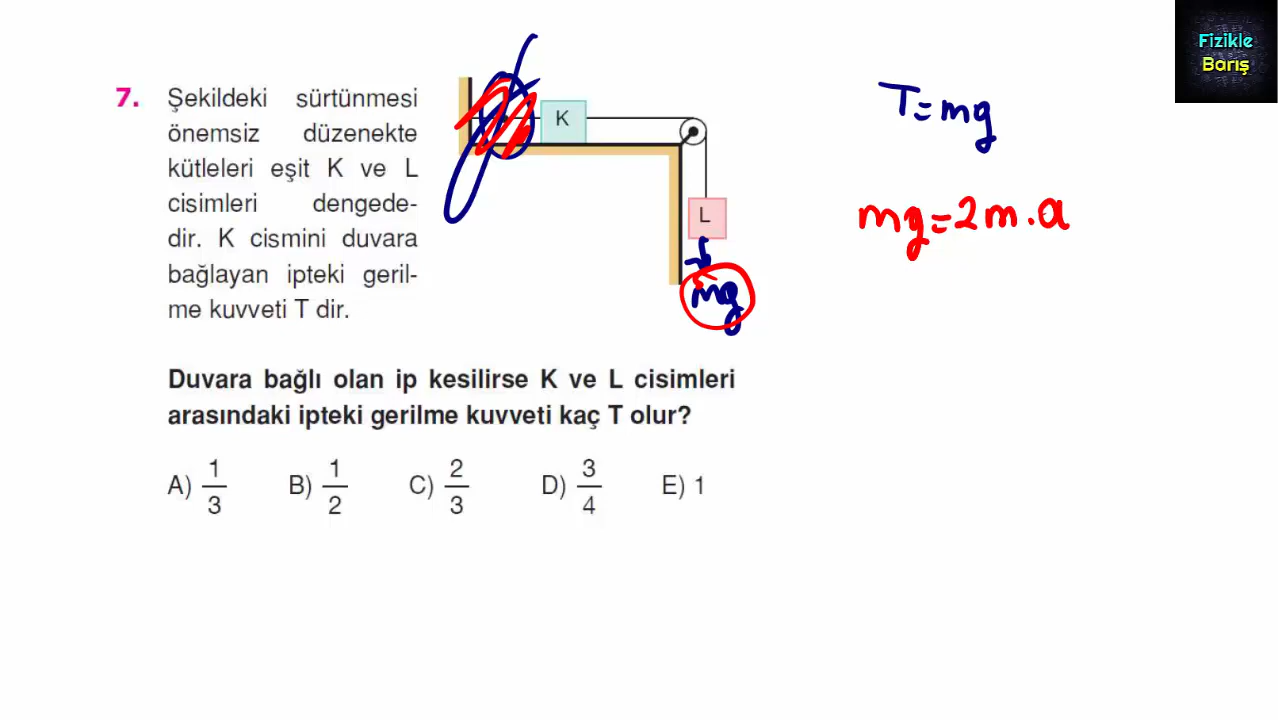 Fizikle
Barış
7. Şekildeki sürtünmesi
önemsiz düzenekte
kütleleri eşit K ve L
cisimleri dengede-
dir. K cismini duvara
bağlayan ipteki geril-
me kuvveti T dir.
K
L
mg
T=mg
mg=2m.a
Duvara bağlı olan ip kesilirse K ve L cisimleri
arasındaki ipteki gerilme kuvveti kaç T olur?
A) 1/3 B) 1/2 C) 2/3 D) 3/4 E) 1